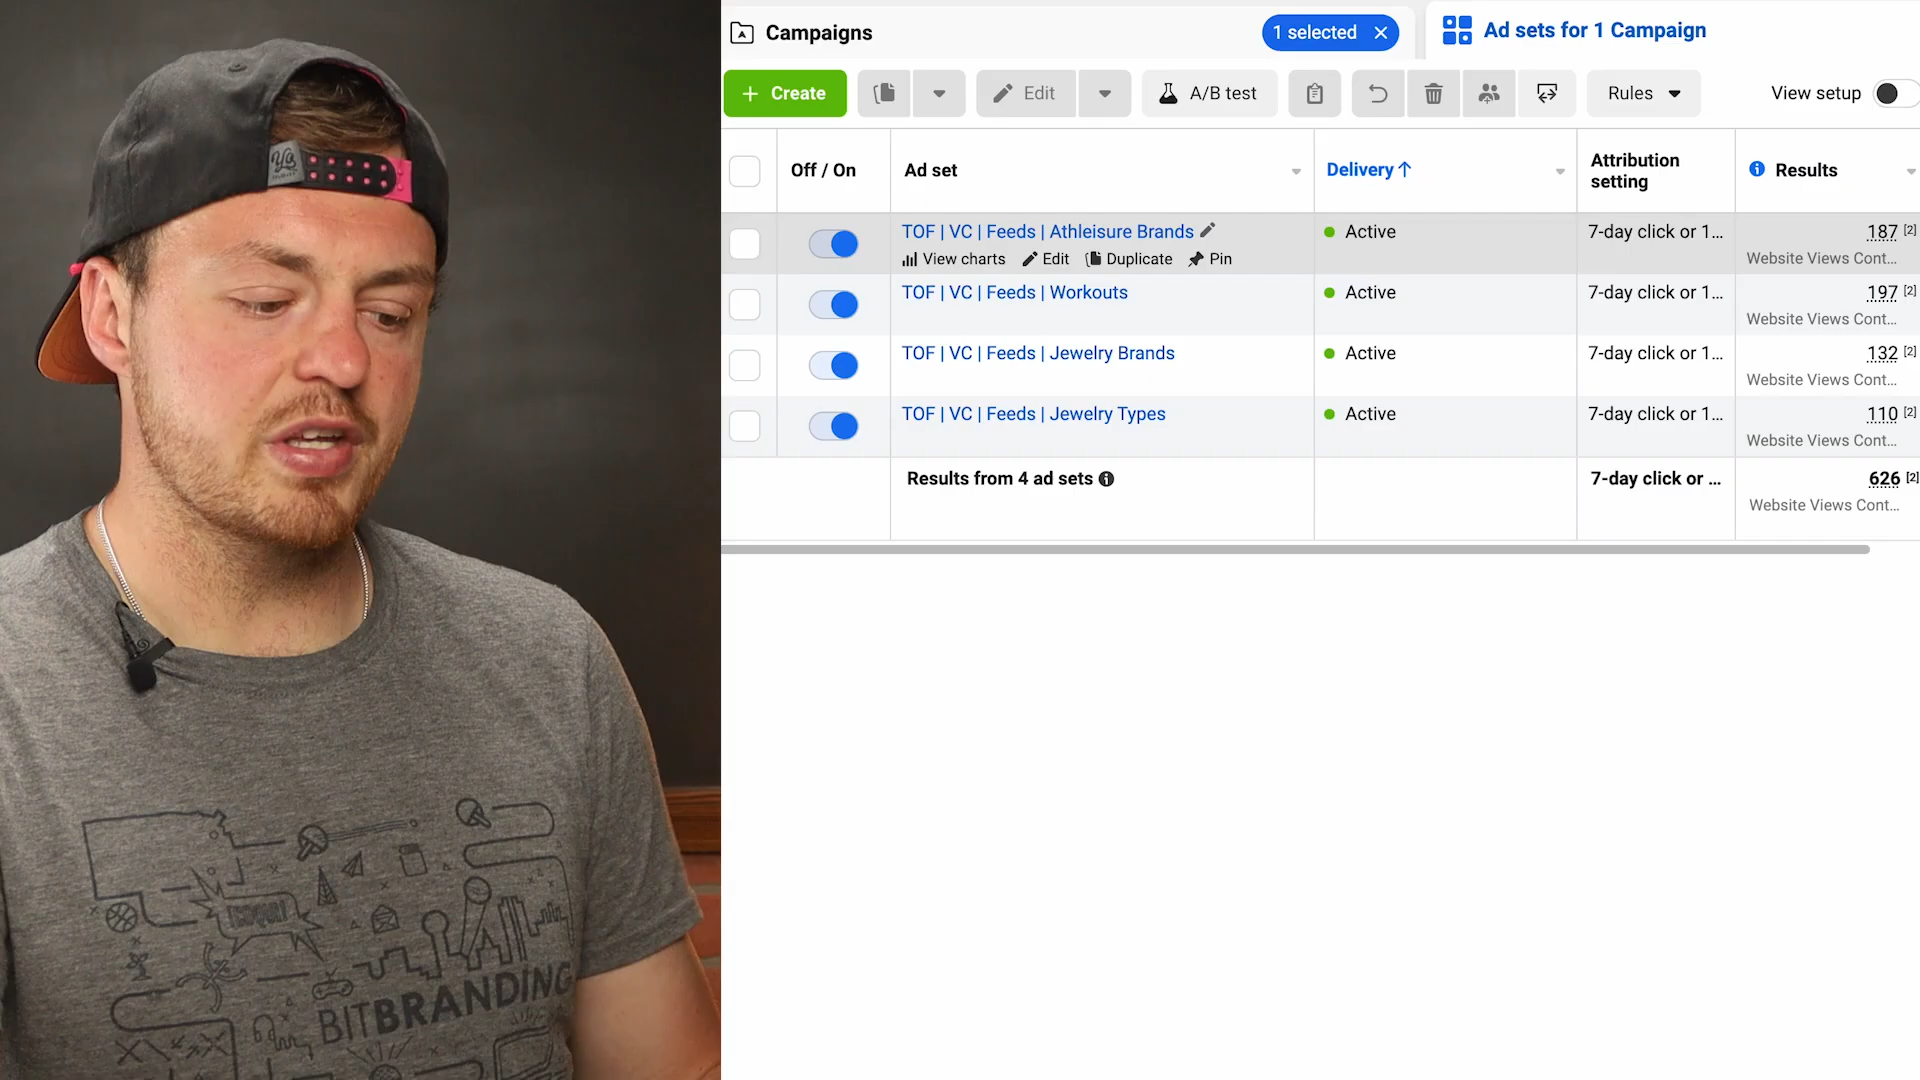 Campaigns
1 selected
Ad sets for 1 Campaign
Create
Edit
A/B test
Rules
View setup
Off / On
Ad set
Delivery
Attribution
setting
Results
TOF | VC | Feeds | Athleisure Brands
Active
7-day click or 1...
187 [2]
View charts
Edit
Duplicate
Pin
Website Views Cont...
TOF | VC | Feeds | Workouts
Active
7-day click or 1...
197 [2]
Website Views Cont...
TOF | VC | Feeds | Jewelry Brands
Active
7-day click or 1...
132 [2]
Website Views Cont...
TOF | VC | Feeds | Jewelry Types
Active
7-day click or 1...
110 [2]
Website Views Cont...
Results from 4 ad sets
7-day click or ...
626 [2]
Website Views Cont...
BITBRANDING